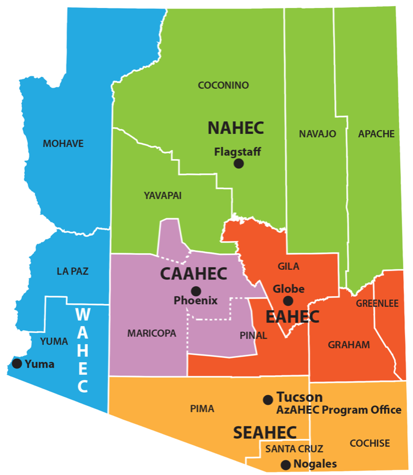 COCONINO
NAHEC
Flagstaff
NAVAJO
APACHE
MOHAVE
YAVAPAI
LA PAZ
CAAHEC
Phoenix
MARICOPA
GILA
Globe
EAHEC
PINAL
GREENLEE
GRAHAM
WAHEC
YUMA
Yuma
PIMA
Tucson
AzAHEC Program Office
SEAHEC
SANTA CRUZ
COCHISE
Nogales